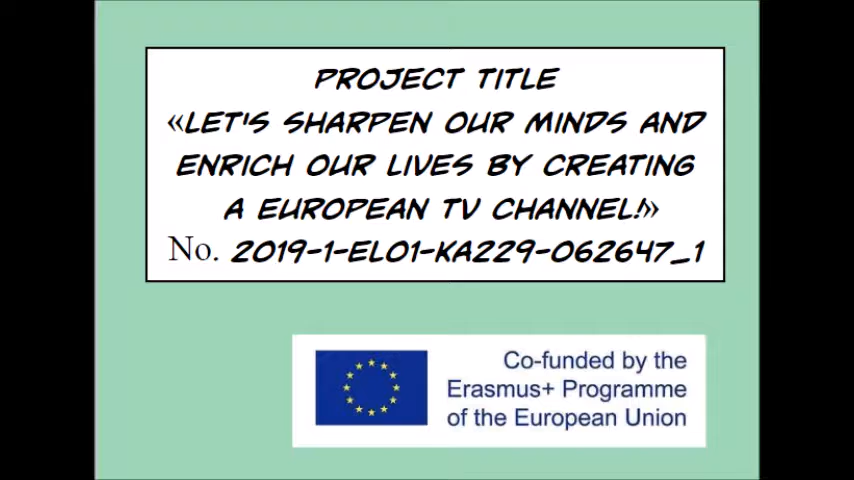 PROJECT TITLE
«LET'S SHARPEN OUR MINDS AND
ENRICH OUR LIVES BY CREATING
A EUROPEAN TV CHANNEL!»
No. 2019-1-EL01-KA229-062647_1
Co-funded by the
Erasmus+ Programme
of the European Union